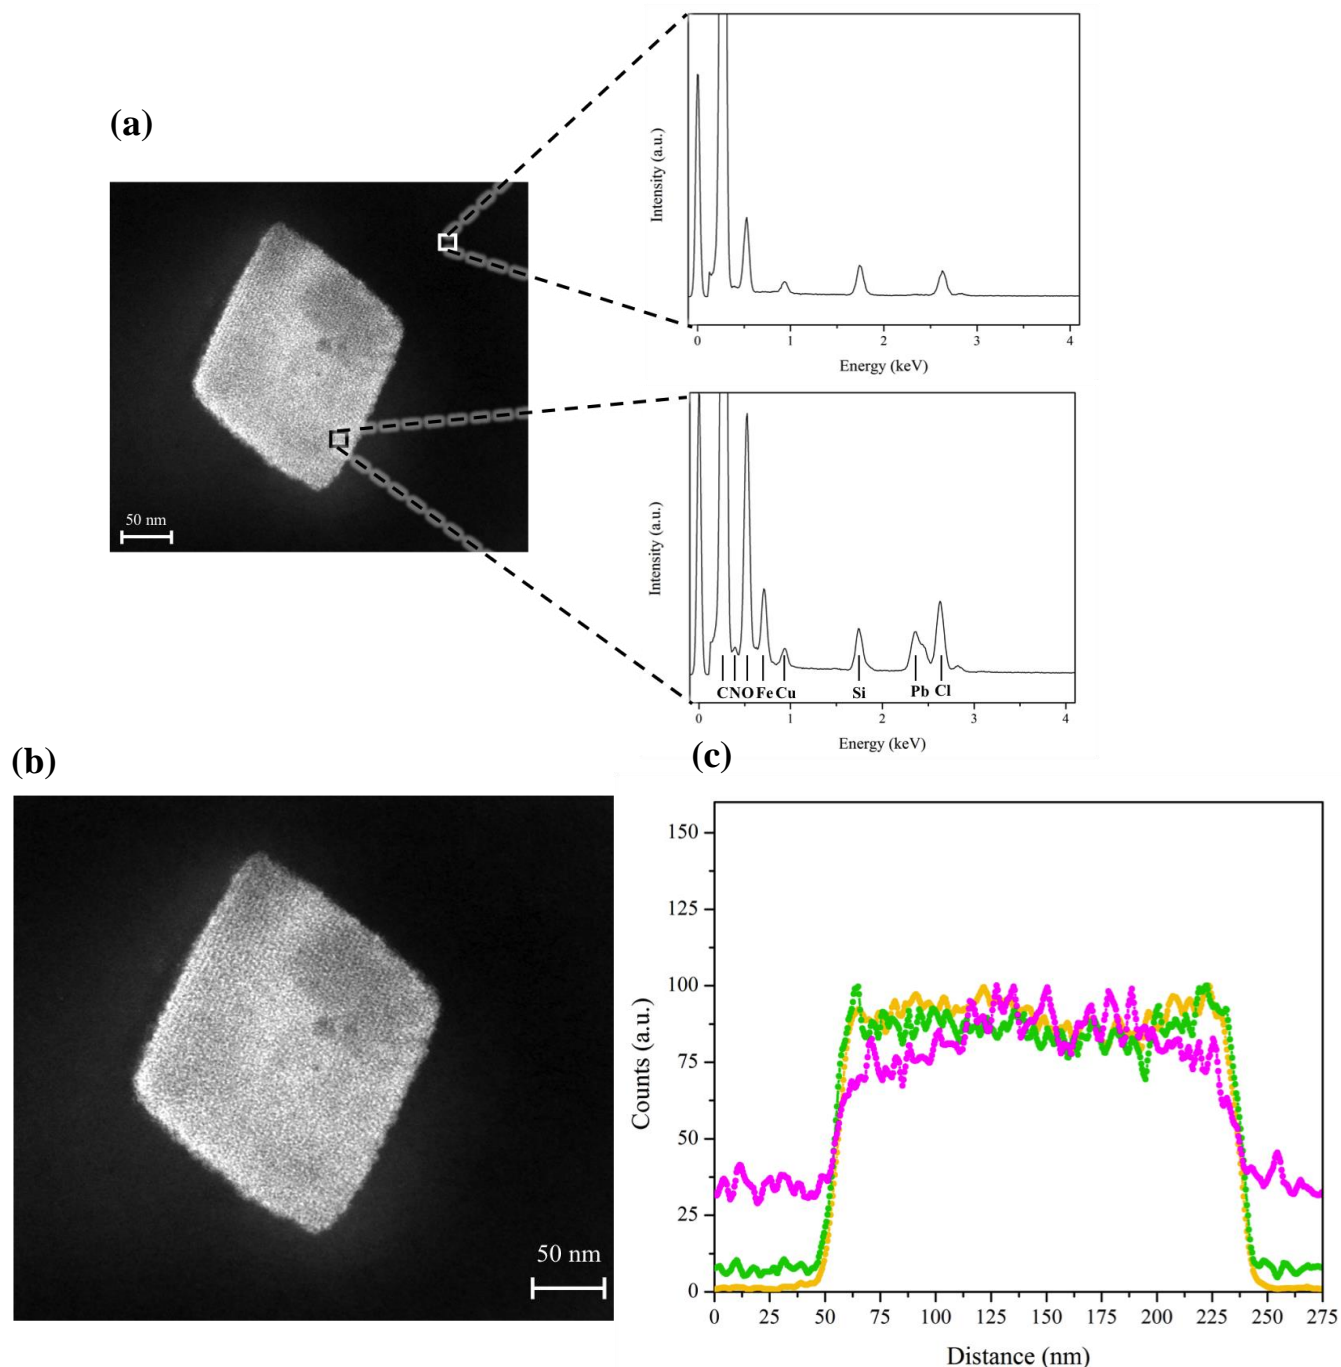 (a)
50 nm
Intensity (a.u.)
0 1 2 3 4
Energy (keV)
Intensity (a.u.)
C N O Fe Cu Si Pb Cl
0 1 2 3 4
Energy (keV)
(b)
50 nm
(c)
150
125
100
75
50
25
0
Counts (a.u.)
0 25 50 75 100 125 150 175 200 225 250 275
Distance (nm)